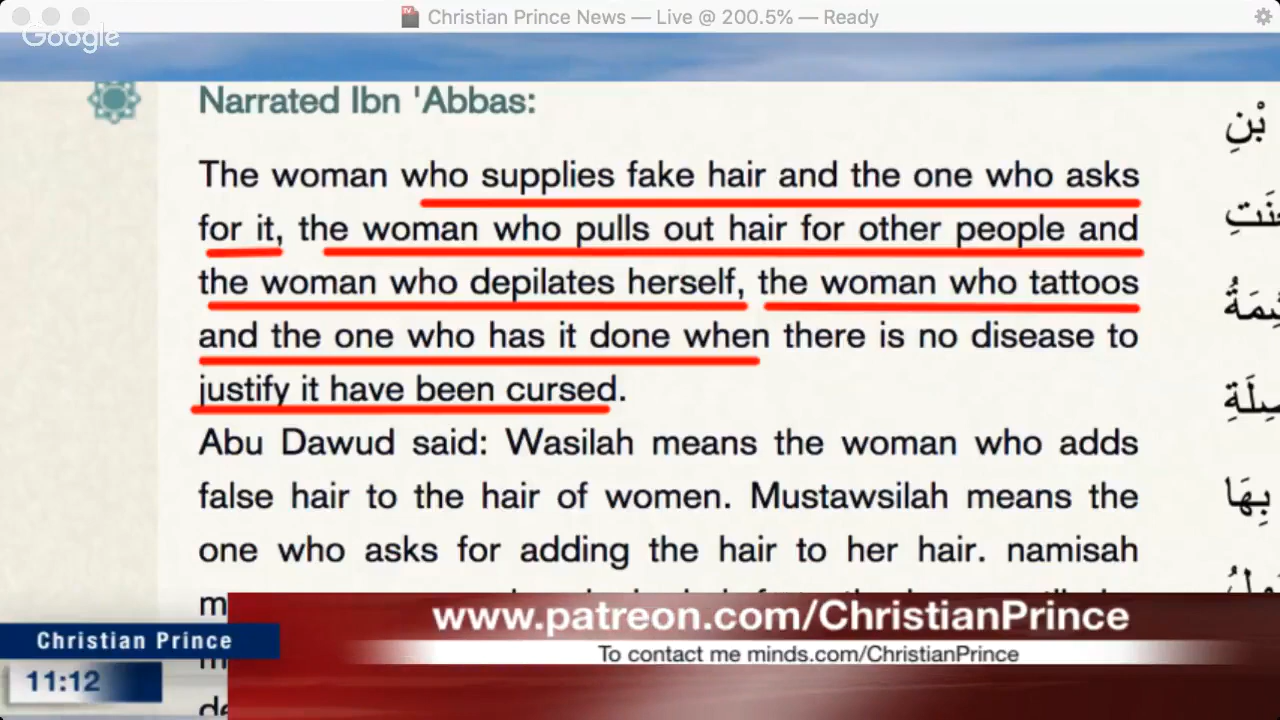 Christian Prince News — Live @ 200.5% — Ready
Google
Narrated Ibn 'Abbas:
The woman who supplies fake hair and the one who asks
for it, the woman who pulls out hair for other people and
the woman who depilates herself, the woman who tattoos
and the one who has it done when there is no disease to
justify it have been cursed.
Abu Dawud said: Wasilah means the woman who adds
false hair to the hair of women. Mustawsilah means the
one who asks for adding the hair to her hair. namisah
بْنِ
بِهَا
www.patreon.com/ChristianPrince
To contact me minds.com/ChristianPrince
Christian Prince
11:12